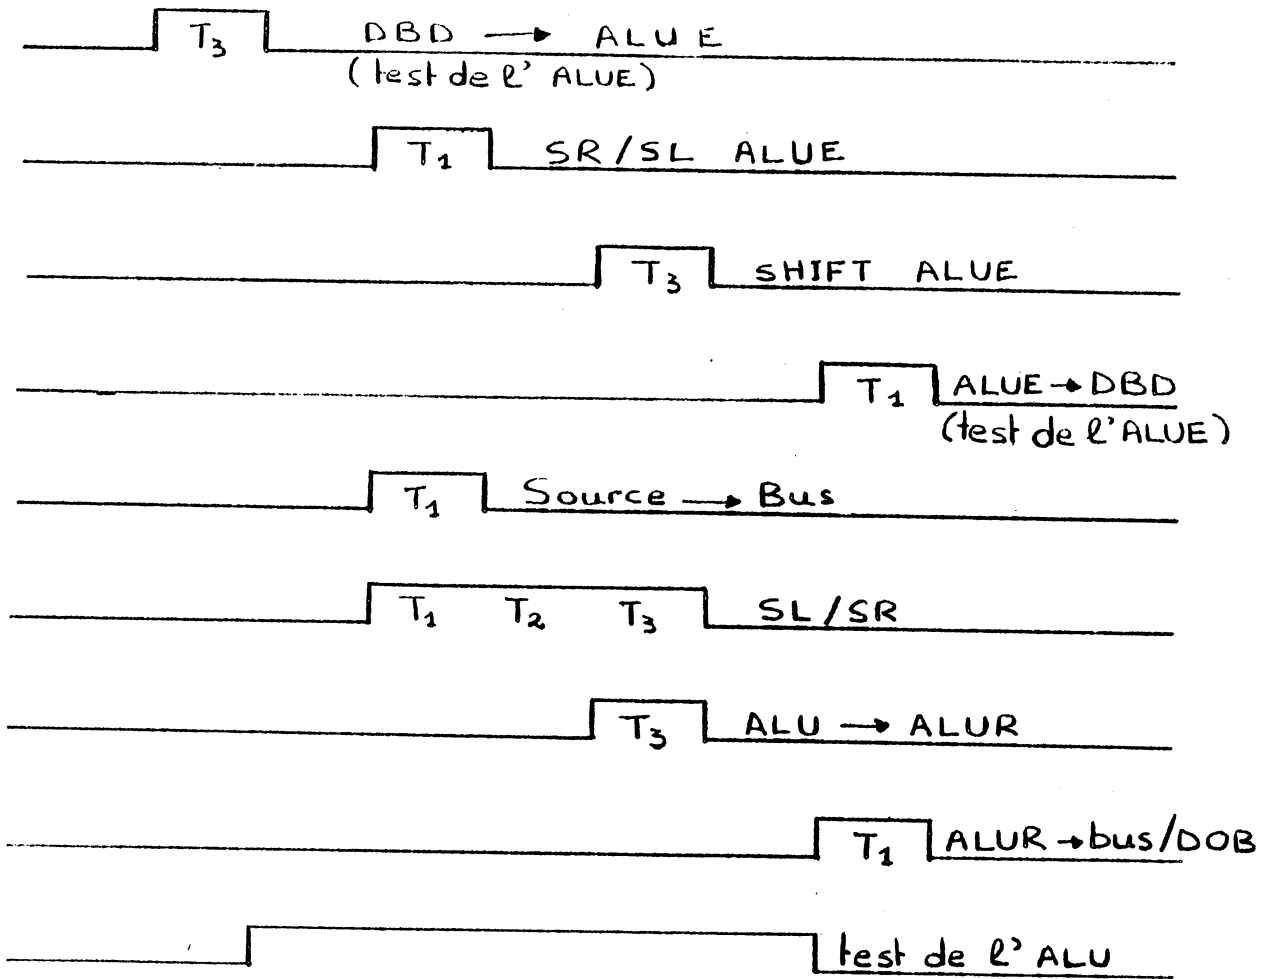 T3 DBD → ALUE
(test de l' ALUE)
T1 SR/SL ALUE
T3 SHIFT ALUE
T1 ALUE→DBD
(test de l'ALUE)
T1 Source → Bus
T1 T2 T3 SL/SR
T3 ALU → ALUR
T1 ALUR→bus/DOB
test de l' ALU